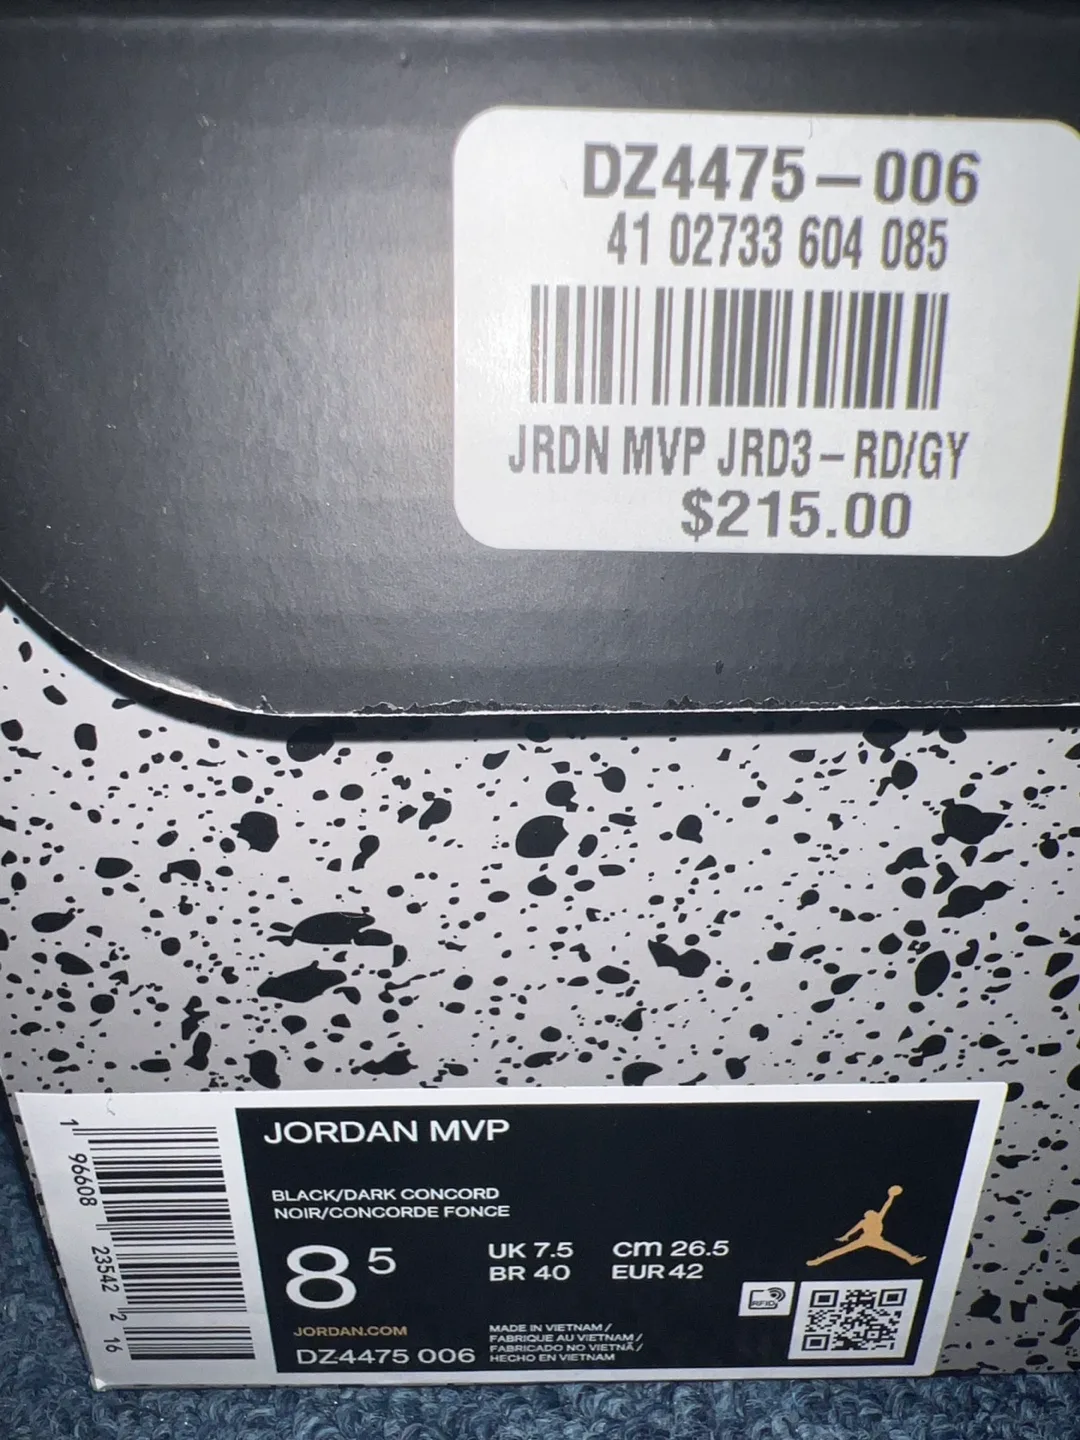 DZ4475-006
41 02733 604 085
JRDN MVP JRD3-RD/GY
$215.00
1 96608 23542 2 16
JORDAN MVP
BLACK/DARK CONCORD
NOIR/CONCORDE FONCE
8 5
UK 7.5 cm 26.5
BR 40 EUR 42
RFID
JORDAN.COM
DZ4475 006
MADE IN VIETNAM /
FABRIQUE AU VIETNAM /
FABRICADO NO VIETNÃ /
HECHO EN VIETNAM